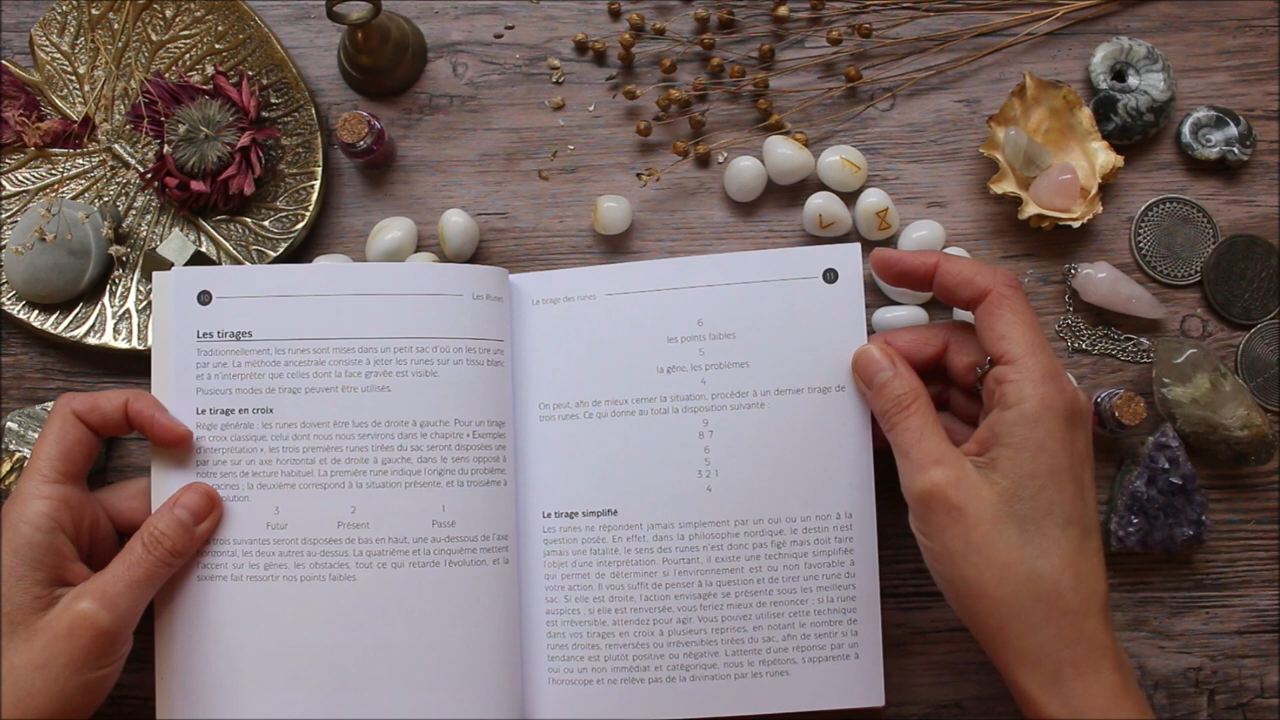 10
Les Runes
Les tirages
Traditionnellement, les runes sont mises dans un petit sac d'où on les tire une
par une. La méthode ancestrale consiste à jeter les runes sur un tissu blanc
et à n'interpréter que celles dont la face gravée est visible.
Plusieurs modes de tirage peuvent être utilisés.
Le tirage en croix
Règle générale : les runes doivent être lues de droite à gauche. Pour un tirage
en croix classique, celui dont nous nous servirons dans le chapitre « Exemples
d'interprétation », les trois premières runes tirées du sac seront disposées une
par une sur un axe horizontal et de droite à gauche, dans le sens opposé à
notre sens de lecture habituel. La première rune indique l'origine du problème,
racines ; la deuxième correspond à la situation présente, et la troisième à
3 2 1
Futur Présent Passé
trois suivantes seront disposées de bas en haut, une au-dessous de l'axe
horizontal, les deux autres au-dessus. La quatrième et la cinquième mettent
l'accent sur les gênes, les obstacles, tout ce qui retarde l'évolution, et la
sixième fait ressortir nos points faibles.
Le tirage des runes
11
6
les points faibles
5
la gêne, les problèmes
4
On peut, afin de mieux cerner la situation, procéder à un dernier tirage de
trois runes. Ce qui donne au total la disposition suivante :
9
8 7
6
5
3 2 1
4
Le tirage simplifié
Les runes ne répondent jamais simplement par un oui ou un non à la
question posée. En effet, dans la philosophie nordique, le destin n'est
jamais une fatalité, le sens des runes n'est donc pas figé mais doit faire
l'objet d'une interprétation. Pourtant, il existe une technique simplifiée
qui permet de déterminer si l'environnement est ou non favorable à
votre action. Il vous suffit de penser à la question et de tirer une rune du
sac. Si elle est droite, l'action envisagée se présente sous les meilleurs
auspices ; si elle est renversée, vous feriez mieux de renoncer ; si la rune
est irréversible, attendez pour agir. Vous pouvez utiliser cette technique
dans vos tirages en croix à plusieurs reprises, en notant le nombre de
runes droites, renversées ou irréversibles tirées du sac, afin de sentir si la
tendance est plutôt positive ou négative. L'attente d'une réponse par un
oui ou un non immédiat et catégorique, nous le répétons, s'apparente à
l'horoscope et ne relève pas de la divination par les runes.